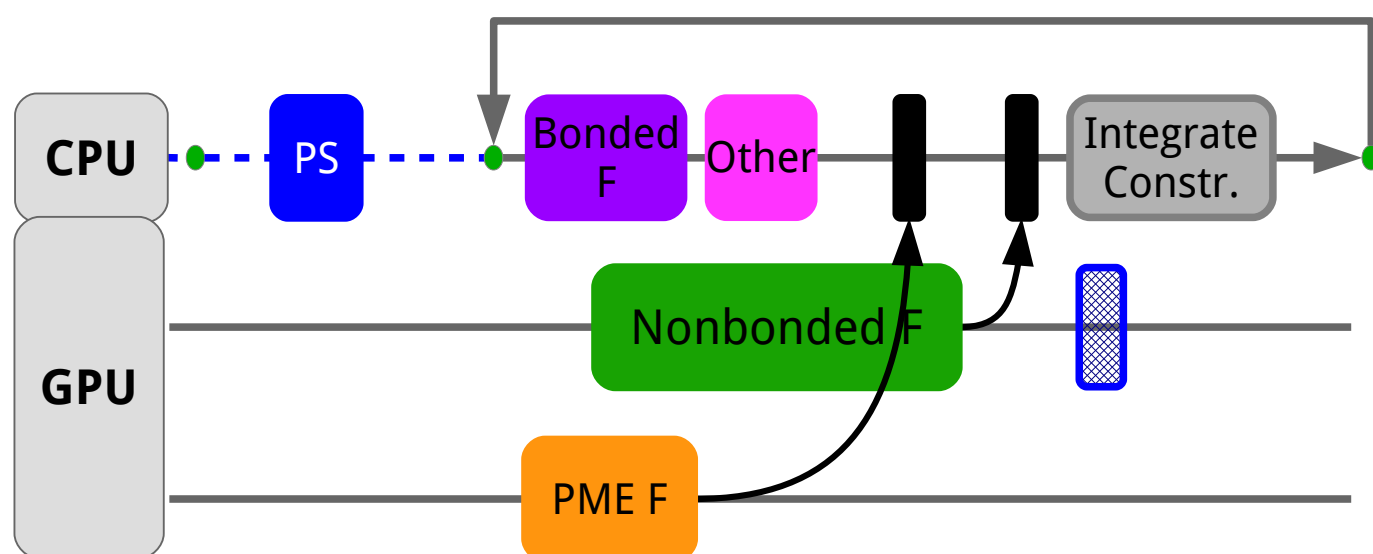 CPU
PS
Bonded
F
Other
Integrate
Constr.
GPU
Nonbonded F
PME F